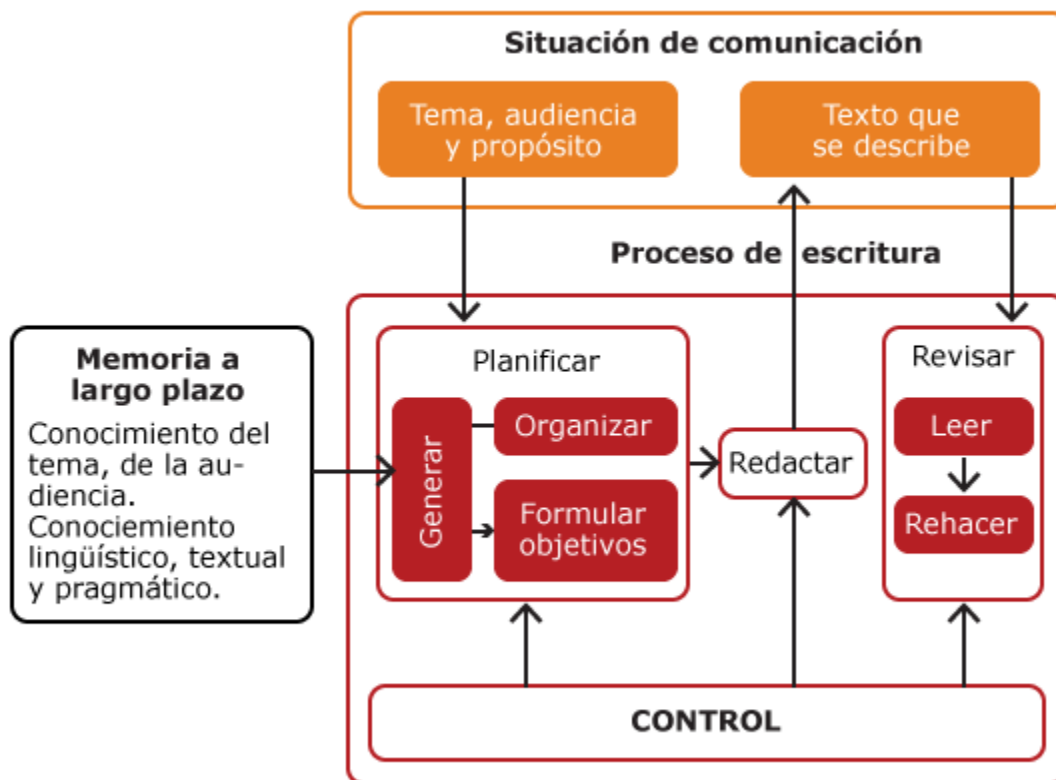 Situación de comunicación
Tema, audiencia
y propósito
Texto que
se describe
Proceso de escritura
Memoria a
largo plazo
Conocimiento del
tema, de la au-
diencia.
Conociemiento
lingüístico, textual
y pragmático.
Planificar
Generar
Organizar
Formular
objetivos
Redactar
Revisar
Leer
Rehacer
CONTROL